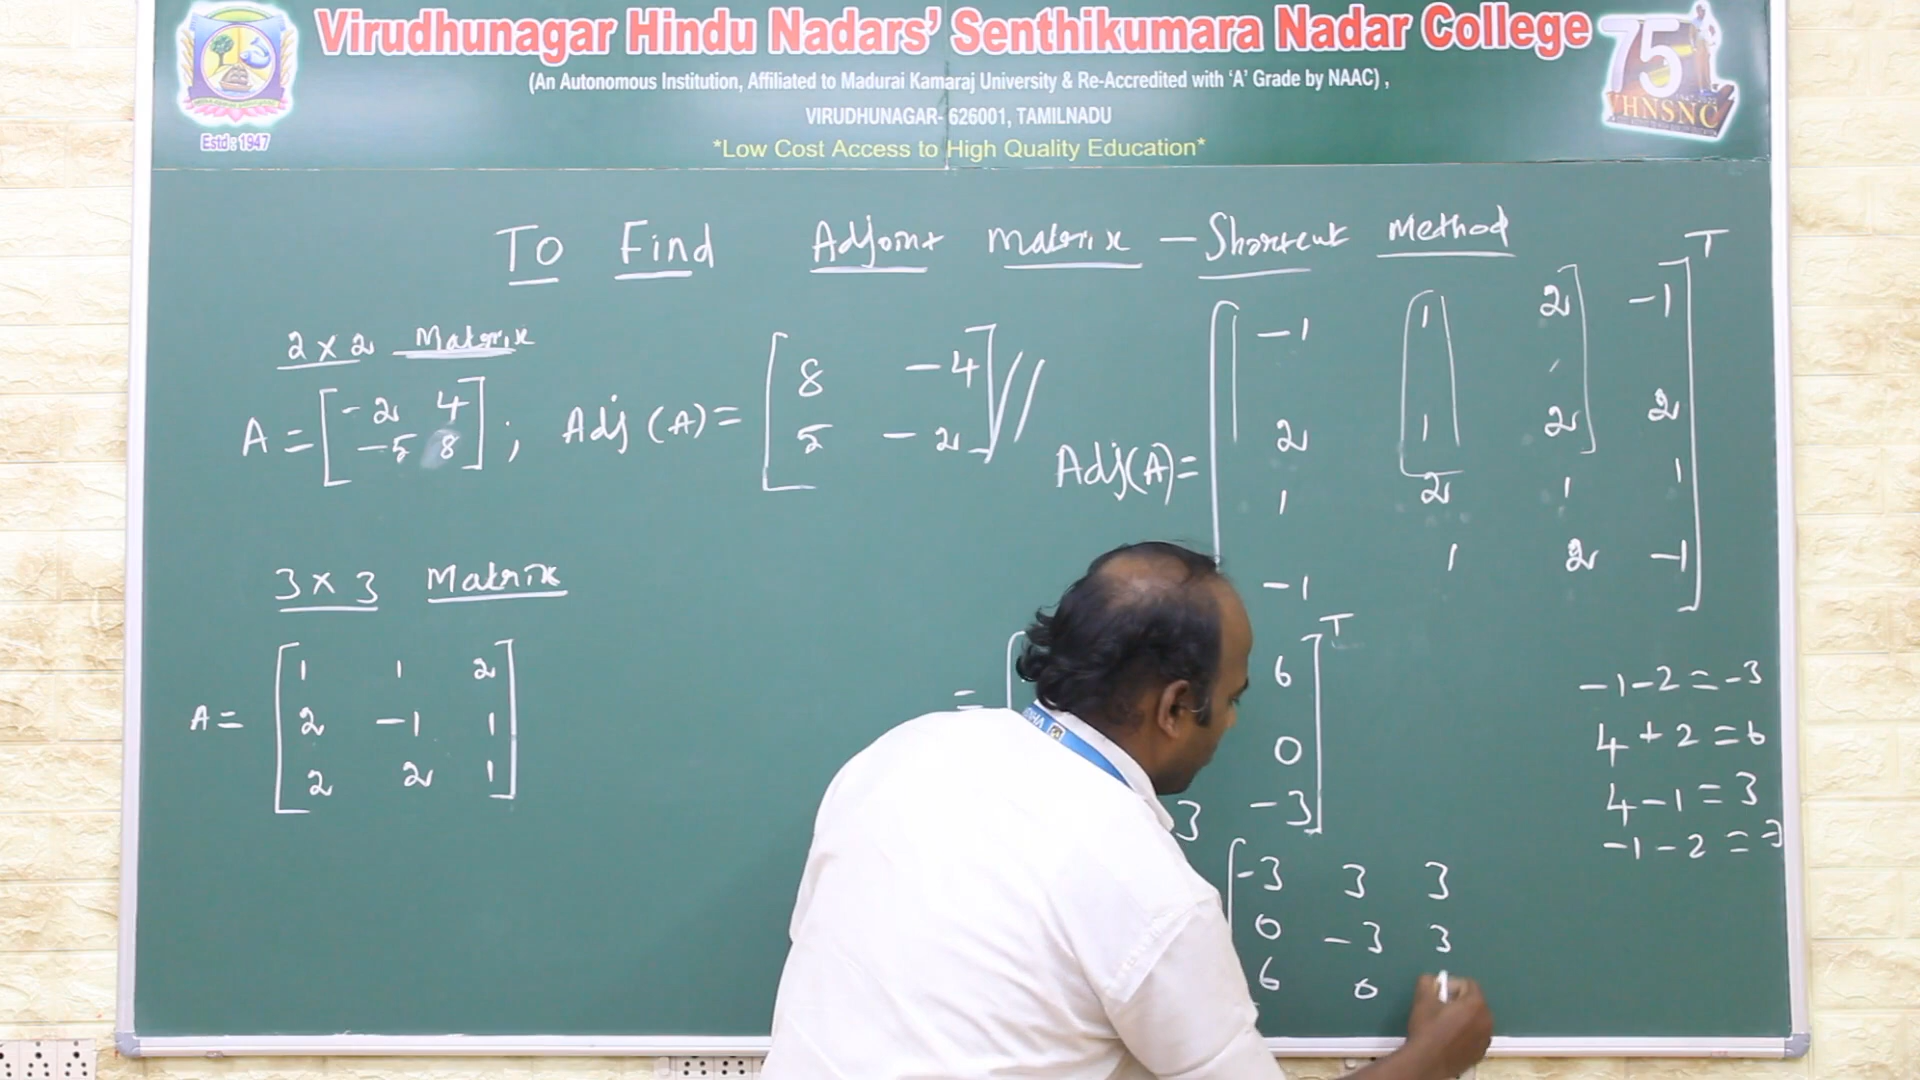 Virudhunagar Hindu Nadars’ Senthikumara Nadar College
(An Autonomous Institution, Affiliated to Madurai Kamaraj University & Re-Accredited with ‘A’ Grade by NAAC) ,
VIRUDHUNAGAR- 626001, TAMILNADU
*Low Cost Access to High Quality Education*
Estd : 1947
75
VHNSNC
To Find Adjoint Matrix - Shortcut Method
2 x 2 Matrix
A = [ -2 4
-5 8 ] ; Adj (A) = [ 8 -4
5 -2 ] //
Adj(A) = [ -1 1 2 -1
2 1 2 2
1 2 1 1
-1 1 2 -1 ] T
3 x 3 Matrix
A = [ 1 1 2
2 -1 1
2 2 1 ]
= [ 6
0
3 -3 ] T
[ -3 3 3
0 -3 3
6 0
-1-2 = -3
4 + 2 = 6
4 - 1 = 3
-1 - 2 =